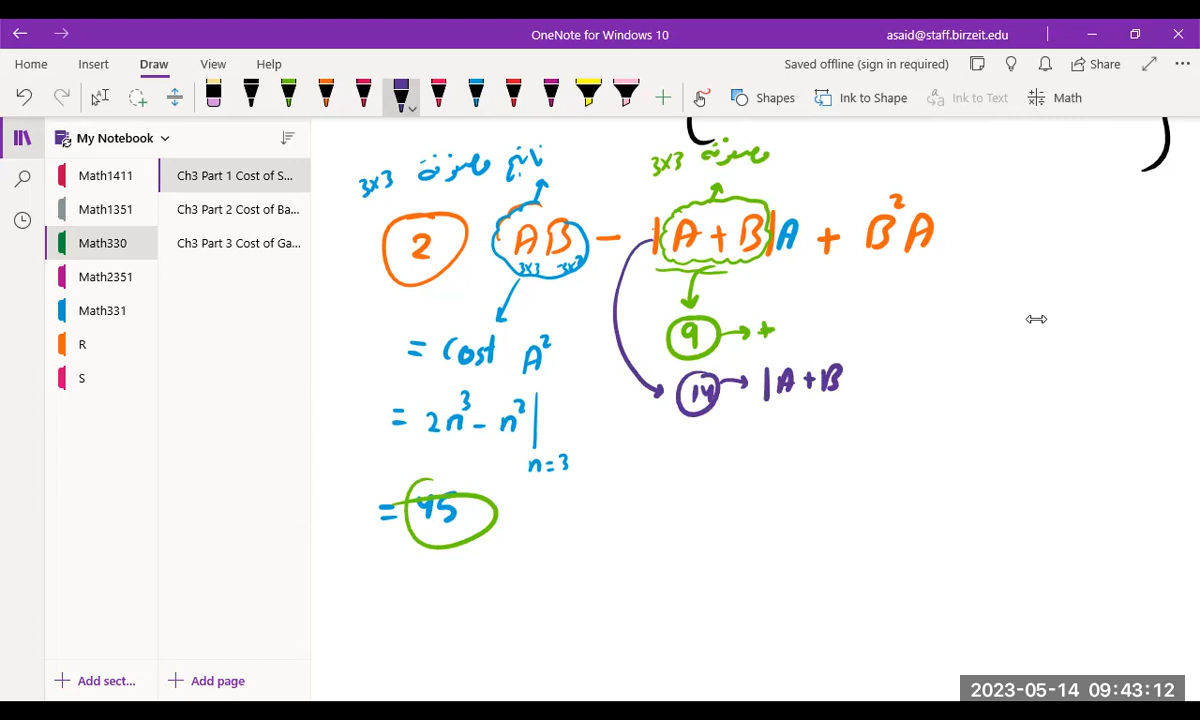 OneNote for Windows 10
asaid@staff.birzeit.edu
Home Insert Draw View Help
Saved offline (sign in required) Share
Shapes Ink to Shape Ink to Text Math
My Notebook
Math1411
Math1351
Math330
Math2351
Math331
R
S
Ch3 Part 1 Cost of S...
Ch3 Part 2 Cost of Ba...
Ch3 Part 3 Cost of Ga...
3x3 مصفوفة ناتج
3x3 مصفوفة
2 AB - |A + B|A + B² A
3x3 3x3
= Cost A²
9 → +
14 → |A + B
= 2n³ - n² |
n = 3
= 45
Add sect...
Add page
2023-05-14 09:43:12